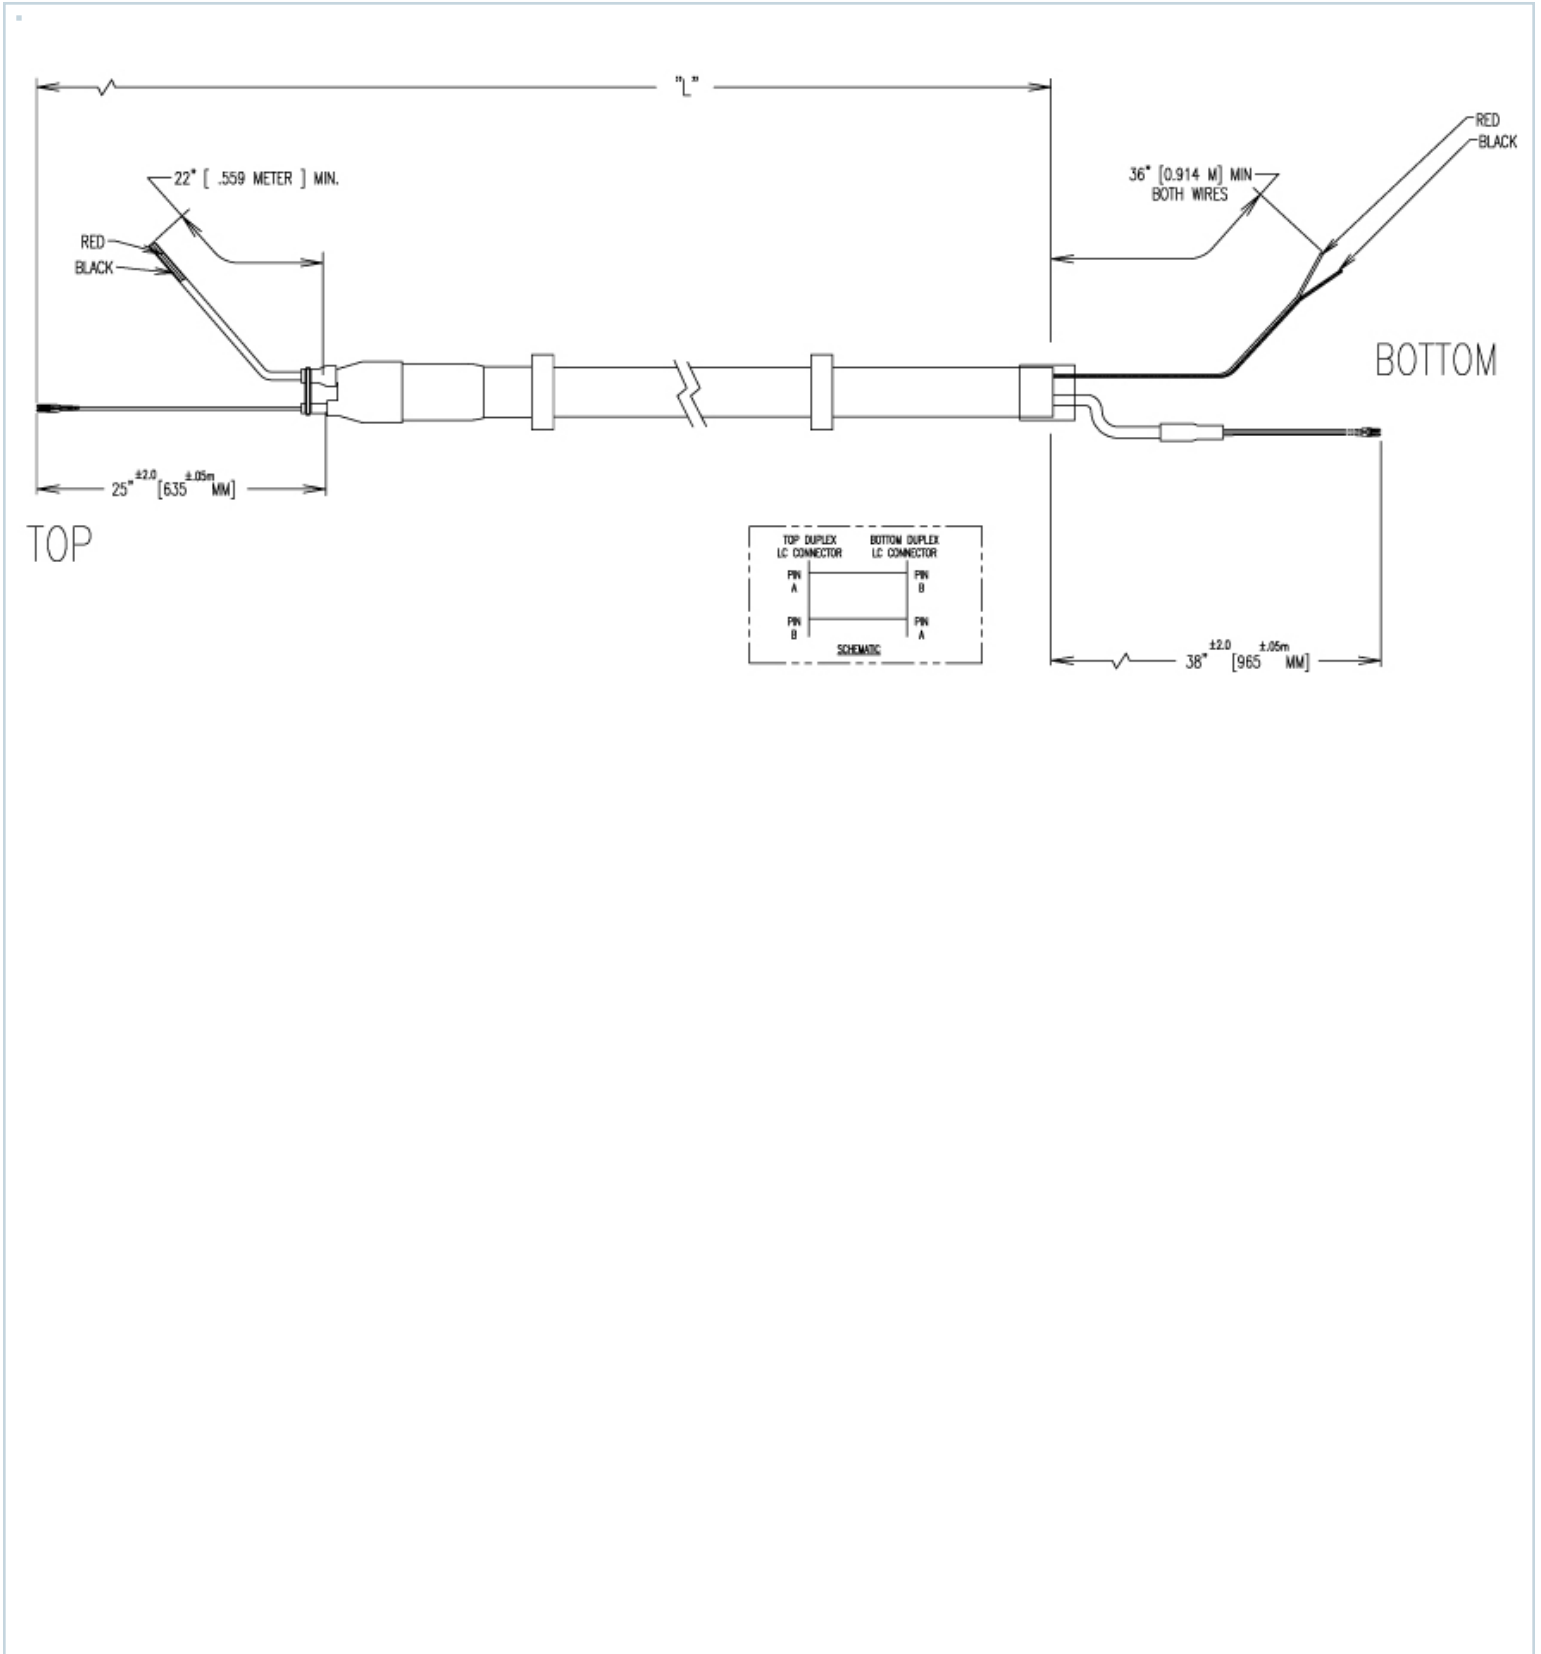 "L"
RED
BLACK
22" [ .559 METER ] MIN.
36" [0.914 M] MIN
BOTH WIRES
RED
BLACK
BOTTOM
25" ±2.0 [635 ±.05m MM]
TOP
TOP DUPLEX
LC CONNECTOR
BOTTOM DUPLEX
LC CONNECTOR
PIN
A
PIN
B
PIN
B
PIN
A
SCHEMATIC
38" ±2.0 [965 ±.05m MM]